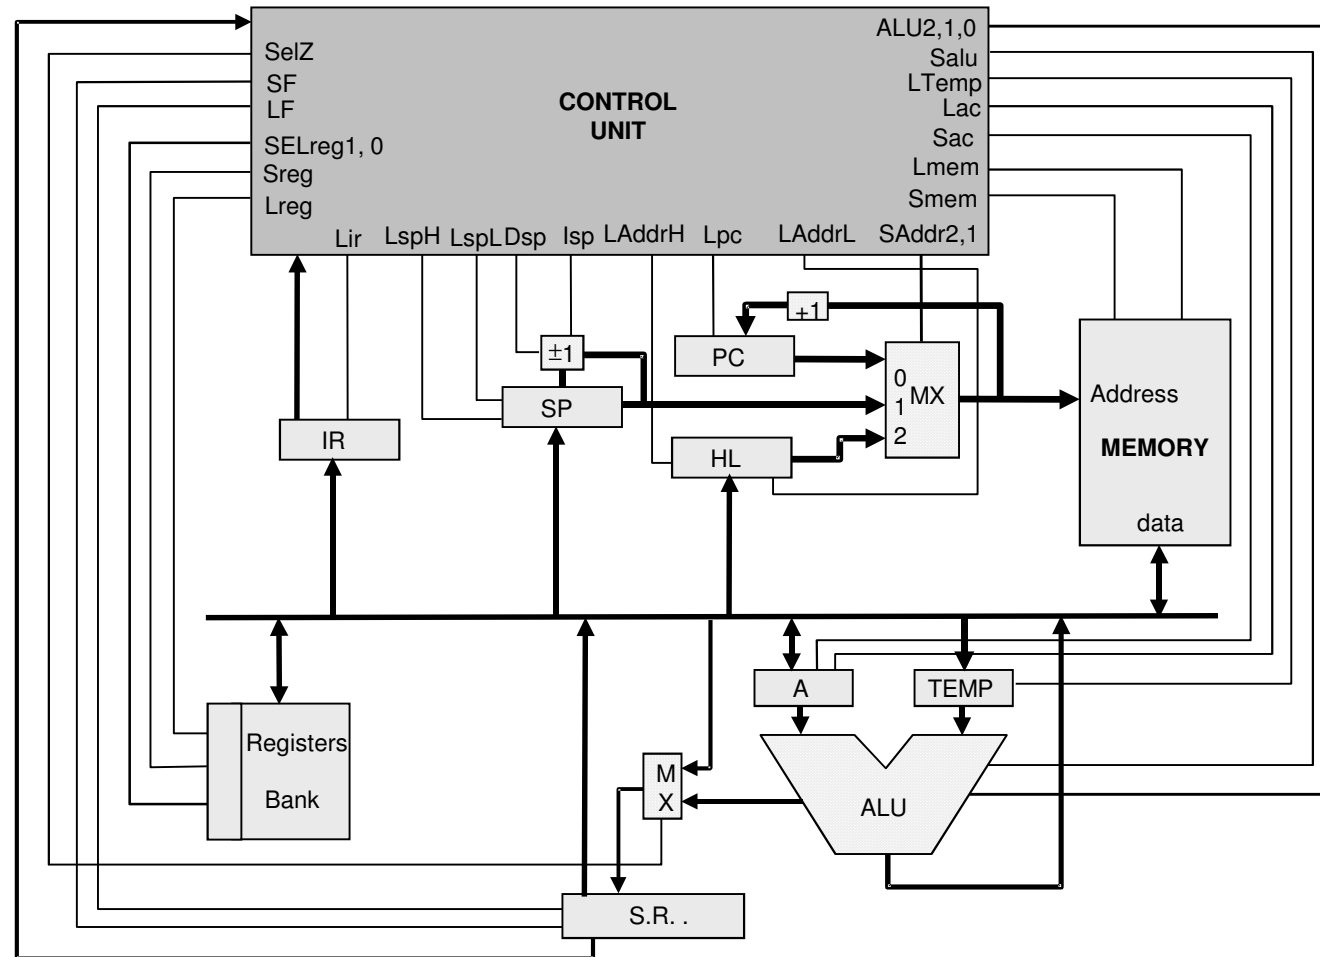 ALU2,1,0
SelZ
Salu
SF
LTemp
LF
CONTROL
UNIT
Lac
SELreg1, 0
Sac
Sreg
Lmem
Lreg
Smem
Lir
LspH
LspL
Dsp
Isp
LAddrH
Lpc
LAddrL
SAddr2,1
+1
±1
PC
0
1
2
MX
SP
IR
HL
Address
MEMORY
data
A
TEMP
Registers
Bank
M
X
ALU
S.R. .